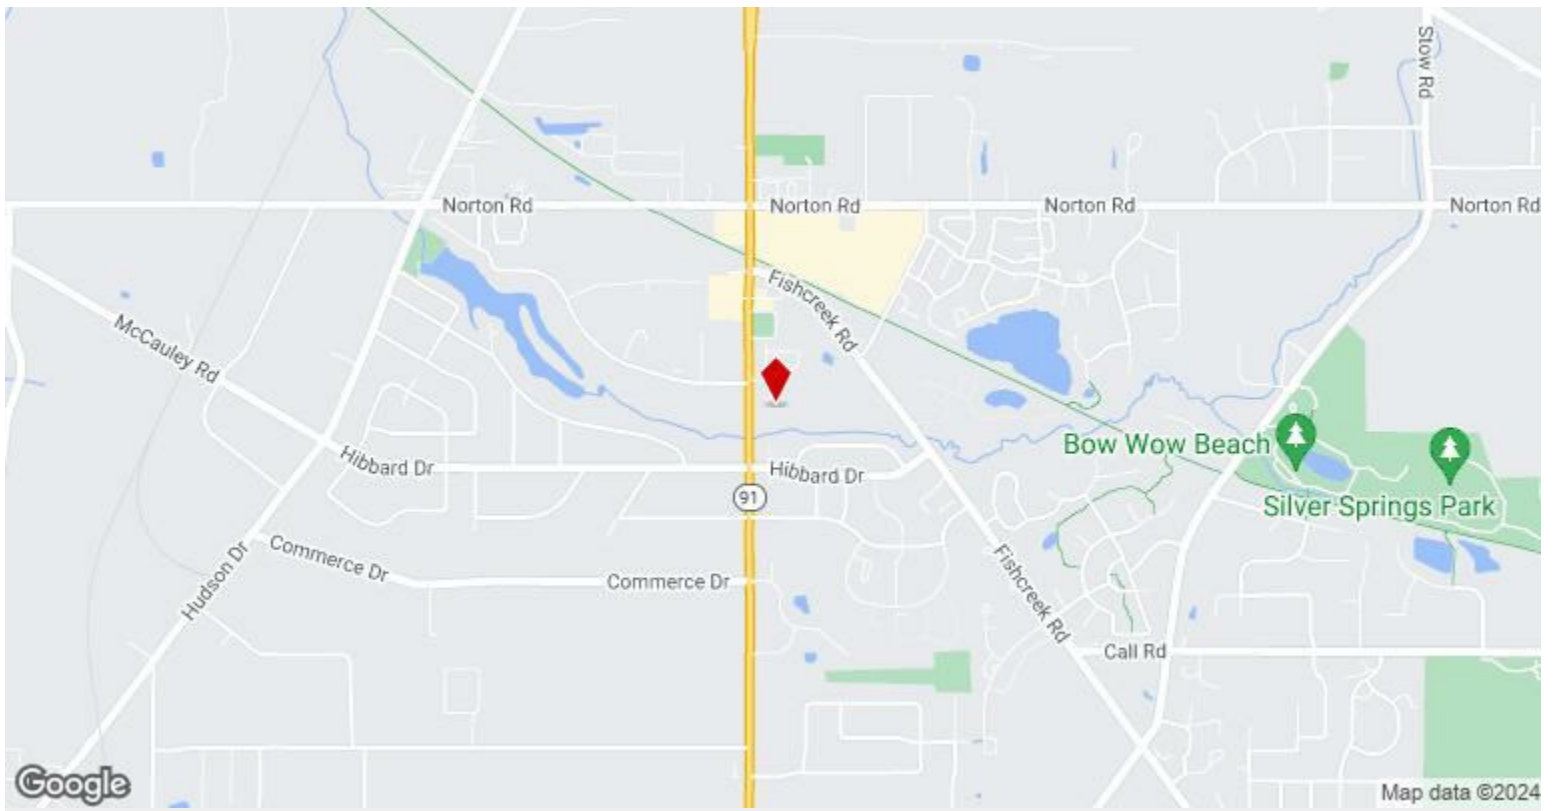 Stow Rd
Norton Rd
Norton Rd
Norton Rd
Norton Rd
Fishcreek Rd
McCauley Rd
Hibbard Dr
Bow Wow Beach
Hibbard Dr
91
Silver Springs Park
Hudson Dr
Commerce Dr
Commerce Dr
Fishcreek Rd
Call Rd
Google
Map data ©2024